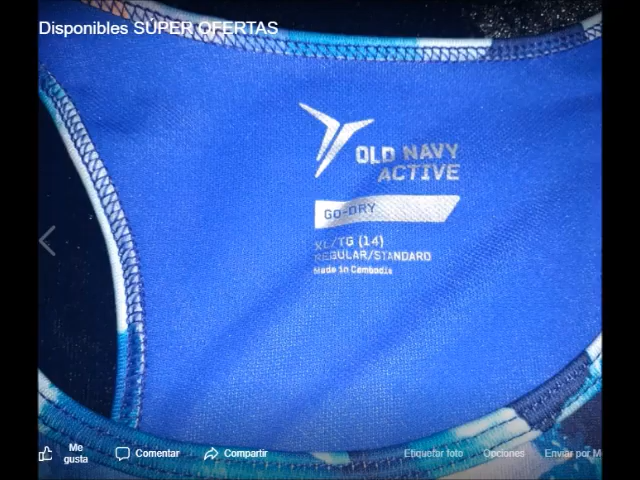 Disponibles SÚPER OFERTAS
OLD NAVY
ACTIVE
GO-DRY
XL/TG (14)
REGULAR/STANDARD
Made in Cambodia
Me gusta
Comentar
Compartir
Etiquetar foto
Opciones
Enviar por M